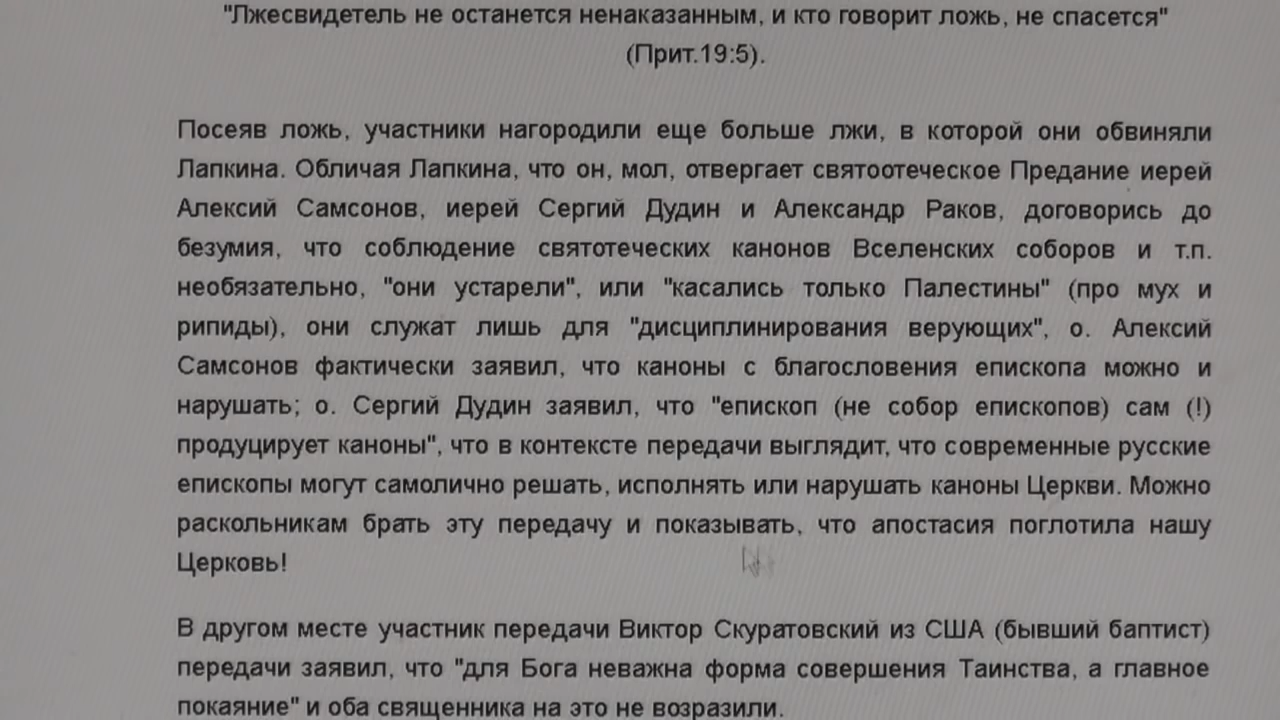 "Лжесвидетель не останется ненаказанным, и кто говорит ложь, не спасется"
(Прит.19:5).
Посеяв ложь, участники нагородили еще больше лжи, в которой они обвиняли
Лапкина. Обличая Лапкина, что он, мол, отвергает святоотеческое Предание иерей
Алексий Самсонов, иерей Сергий Дудин и Александр Раков, договорись до
безумия, что соблюдение святотеческих канонов Вселенских соборов и т.п.
необязательно, "они устарели", или "касались только Палестины" (про мух и
рипиды), они служат лишь для "дисциплинирования верующих", о. Алексий
Самсонов фактически заявил, что каноны с благословения епископа можно и
нарушать; о. Сергий Дудин заявил, что "епископ (не собор епископов) сам (!)
продуцирует каноны", что в контексте передачи выглядит, что современные русские
епископы могут самолично решать, исполнять или нарушать каноны Церкви. Можно
раскольникам брать эту передачу и показывать, что апостасия поглотила нашу
Церковь!
В другом месте участник передачи Виктор Скуратовский из США (бывший баптист)
передачи заявил, что "для Бога неважна форма совершения Таинства, а главное
покаяние" и оба священника на это не возразили.